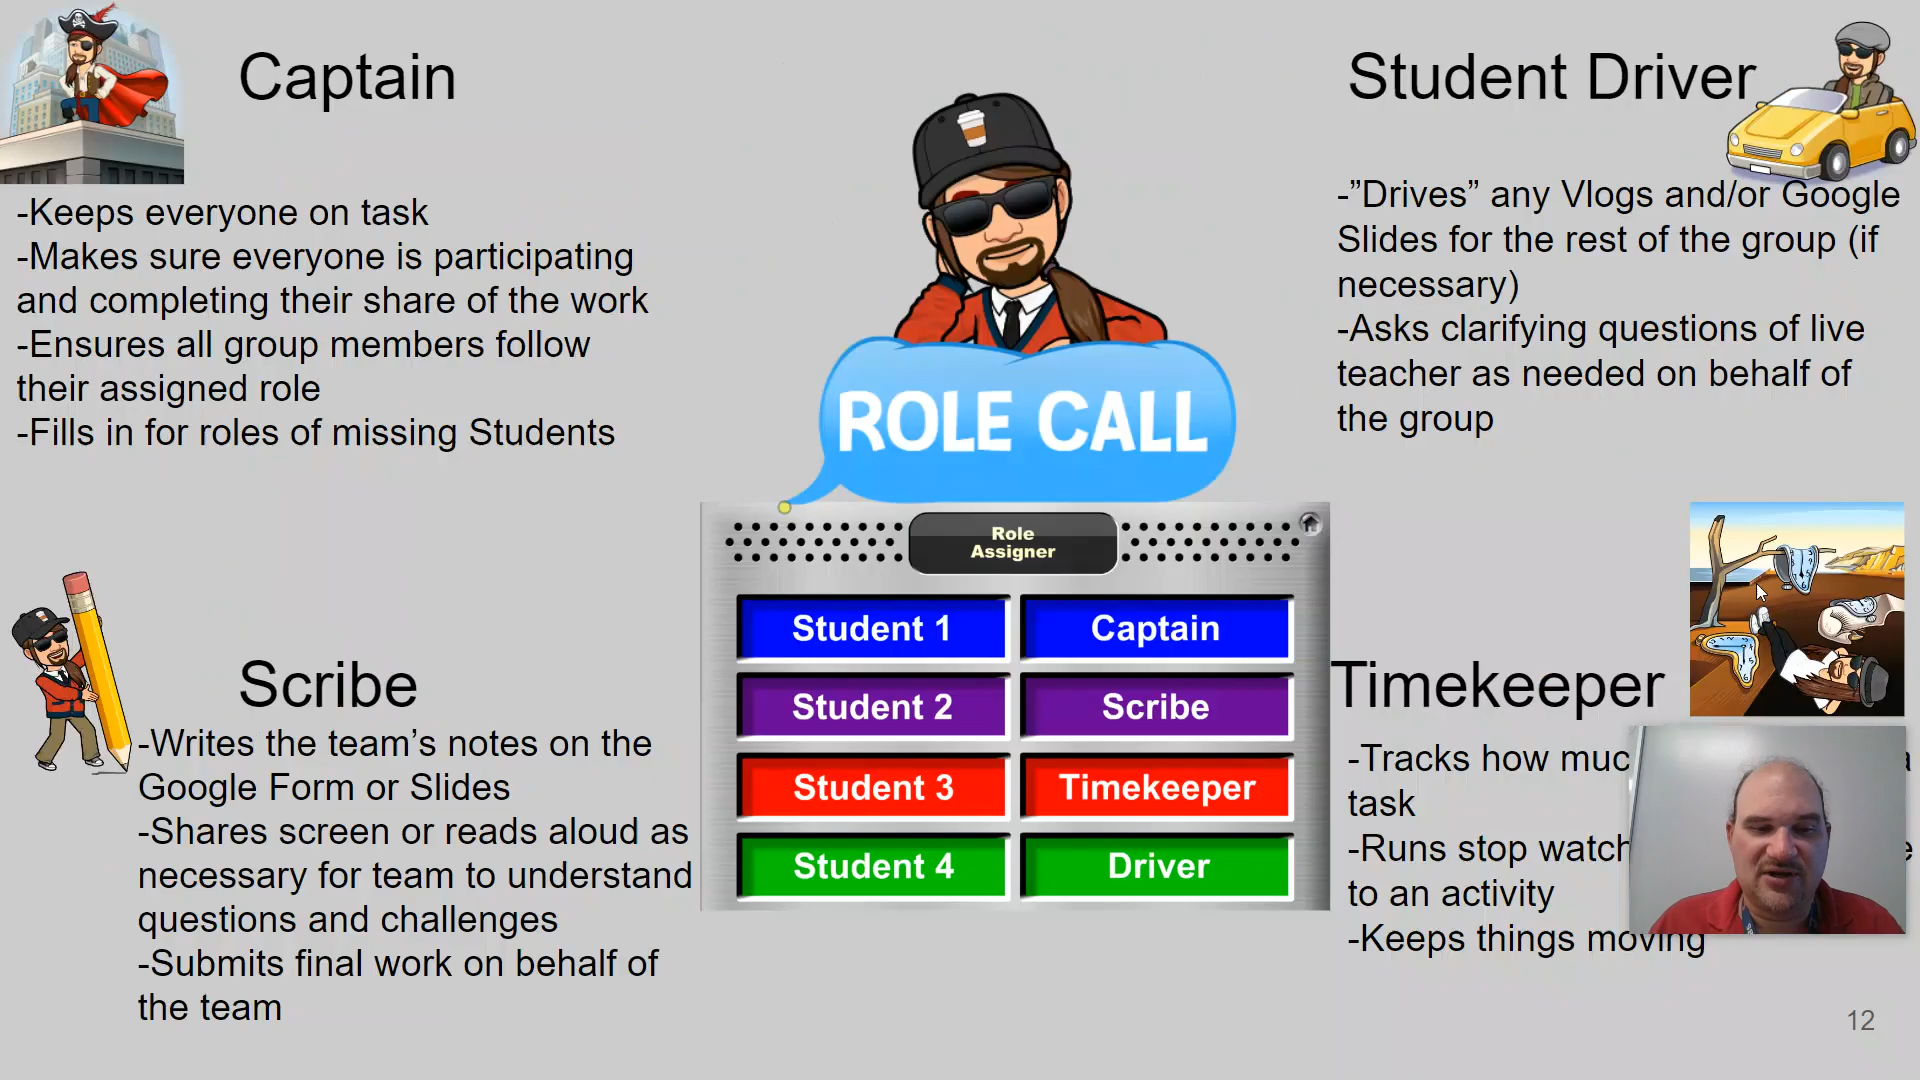 Captain
-Keeps everyone on task
-Makes sure everyone is participating
and completing their share of the work
-Ensures all group members follow
their assigned role
-Fills in for roles of missing Students
Student Driver
-”Drives” any Vlogs and/or Google
Slides for the rest of the group (if
necessary)
-Asks clarifying questions of live
teacher as needed on behalf of
the group
ROLE CALL
Role
Assigner
Student 1 Captain
Student 2 Scribe
Student 3 Timekeeper
Student 4 Driver
Scribe
-Writes the team’s notes on the
Google Form or Slides
-Shares screen or reads aloud as
necessary for team to understand
questions and challenges
-Submits final work on behalf of
the team
Timekeeper
-Tracks how
task
-Runs stop
to an activity
-Keeps things moving
12